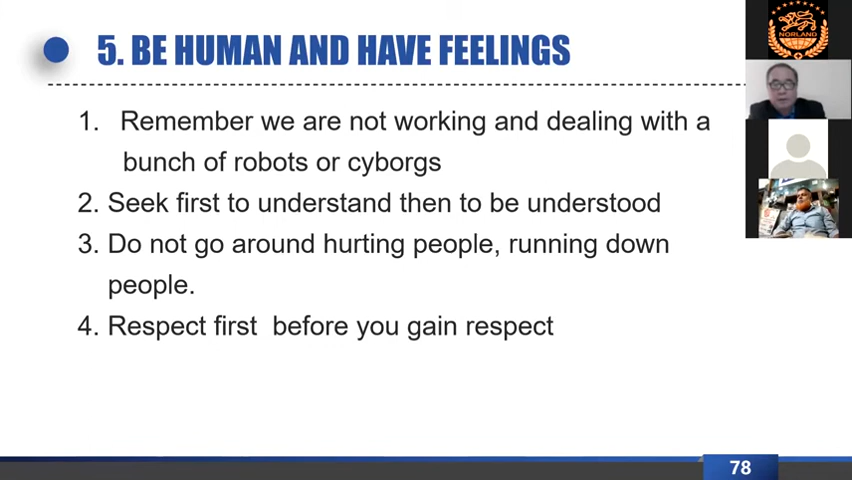 5. BE HUMAN AND HAVE FEELINGS
1. Remember we are not working and dealing with a
bunch of robots or cyborgs
2. Seek first to understand then to be understood
3. Do not go around hurting people, running down
people.
4. Respect first before you gain respect
78
NORLAND